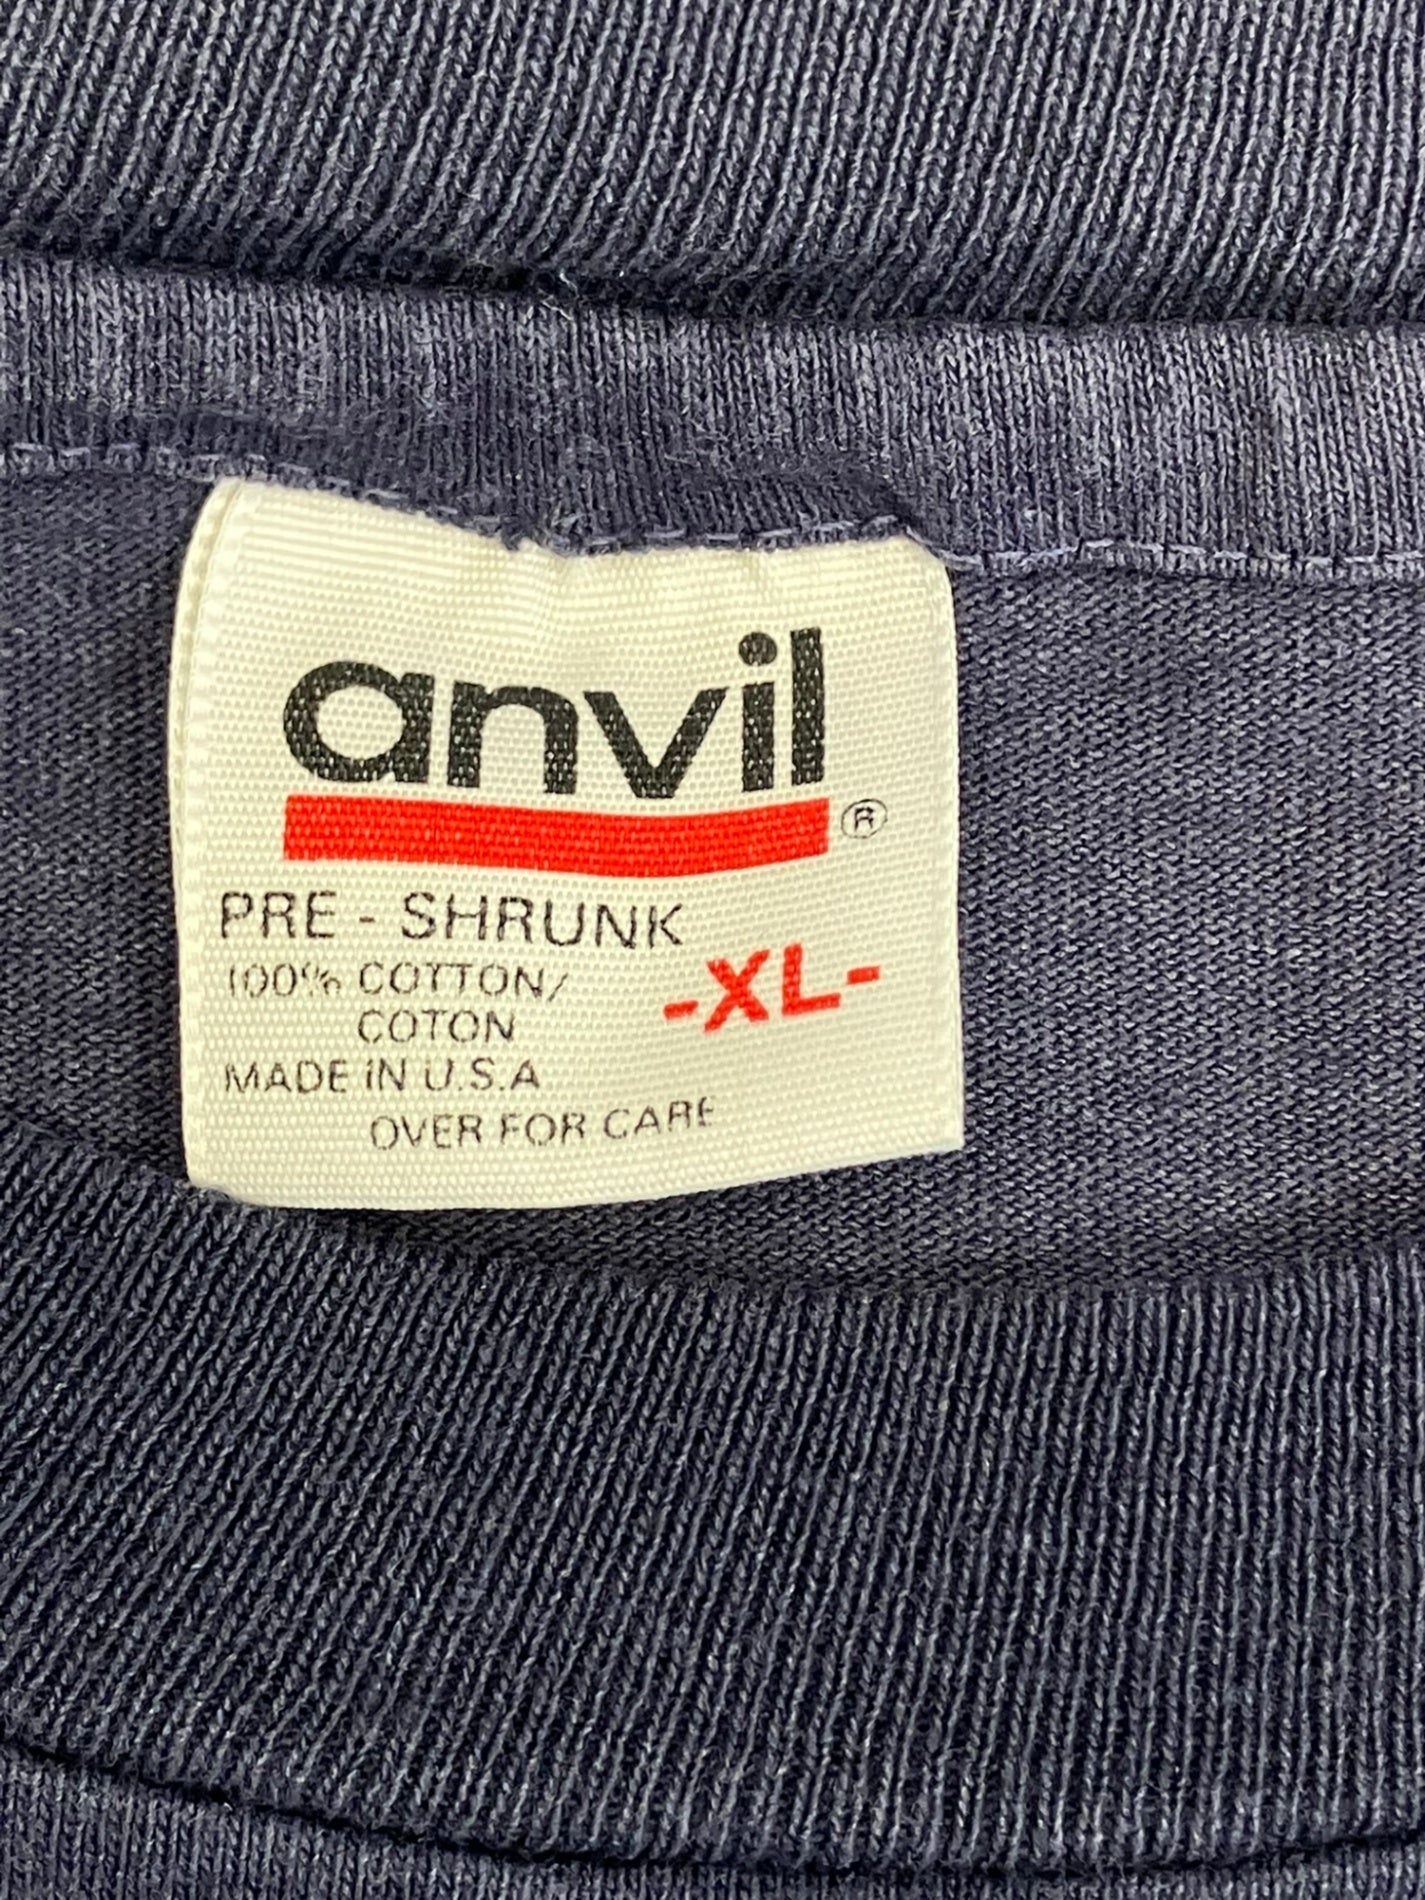 anvil®
PRE - SHRUNK
100% COTTON/
COTON
-XL-
MADE IN U.S.A
OVER FOR CARE